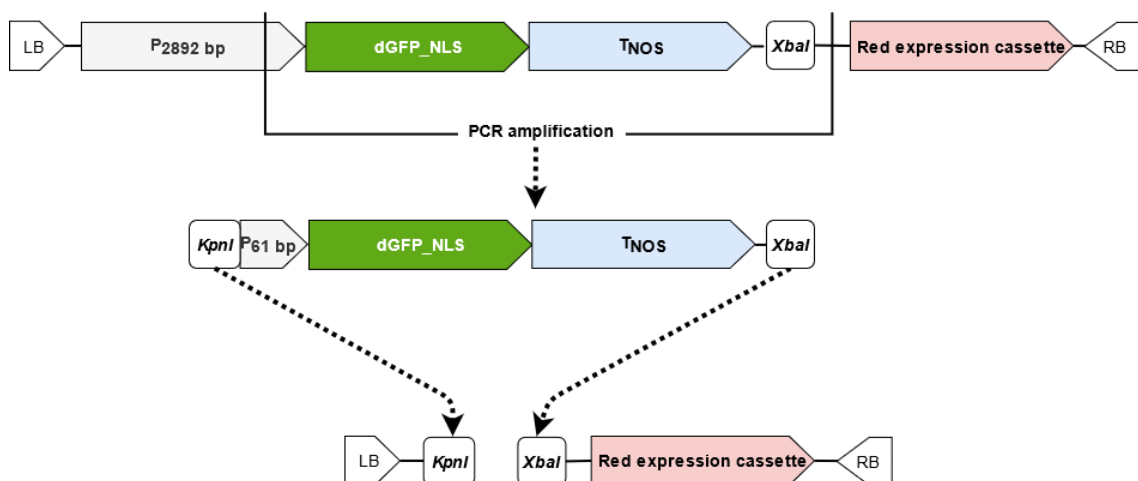 LB P2892 bp dGFP_NLS TNOS XbaI Red expression cassette RB
PCR amplification
KpnI P61 bp dGFP_NLS TNOS XbaI
LB KpnI XbaI Red expression cassette RB